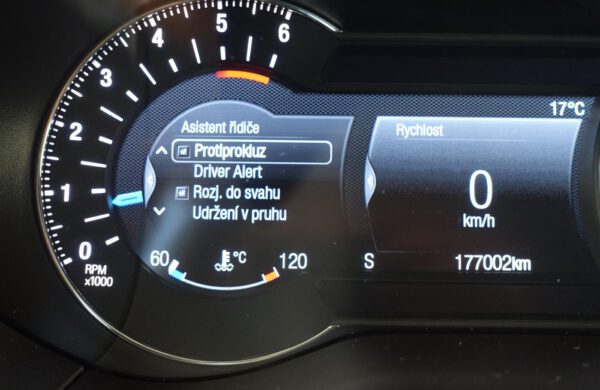 0
1
2
3
4
5
6
RPM
x1000
Asistent řidiče
Protiprokluz
Driver Alert
Rozj. do svahu
Udržení v pruhu
60
°C
120
17°C
Rychlost
0
km/h
S
177002km